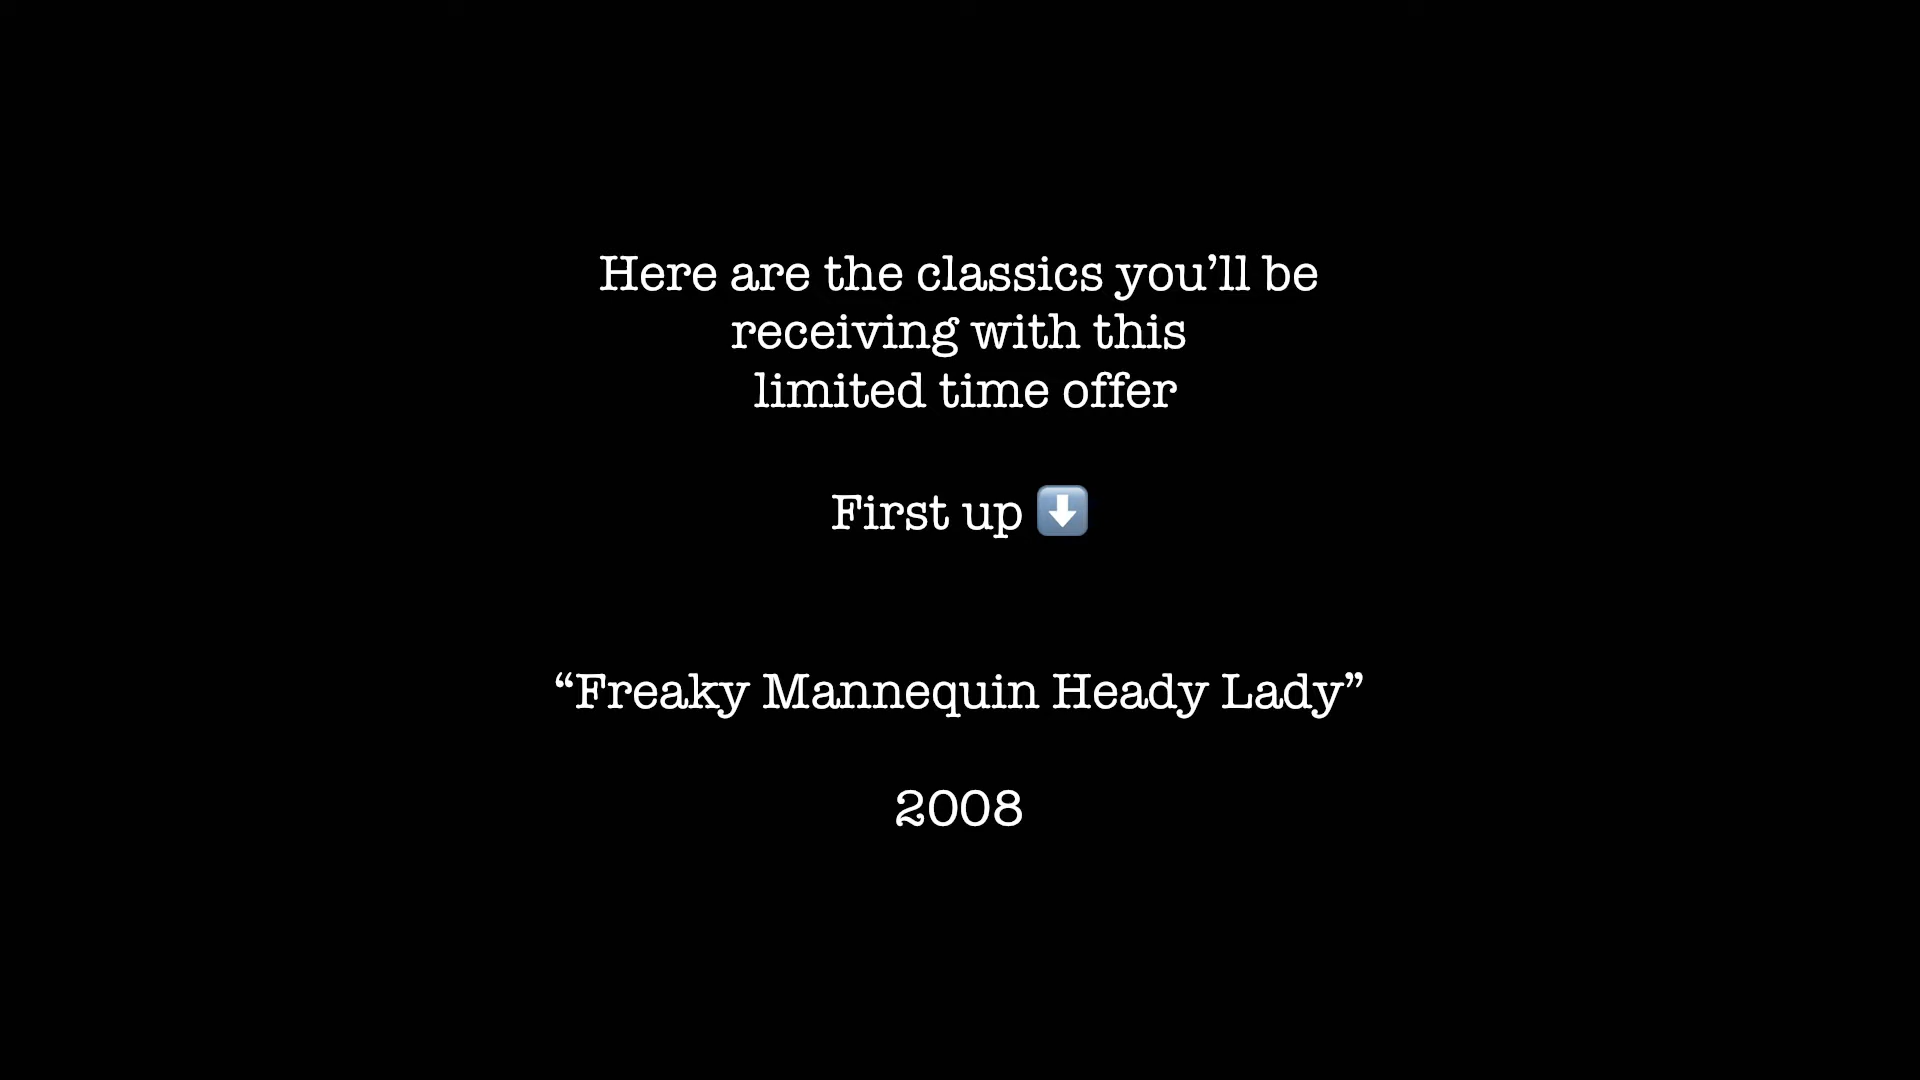 Here are the classics you’ll be
receiving with this
limited time offer
First up ⬇️
“Freaky Mannequin Heady Lady”
2008